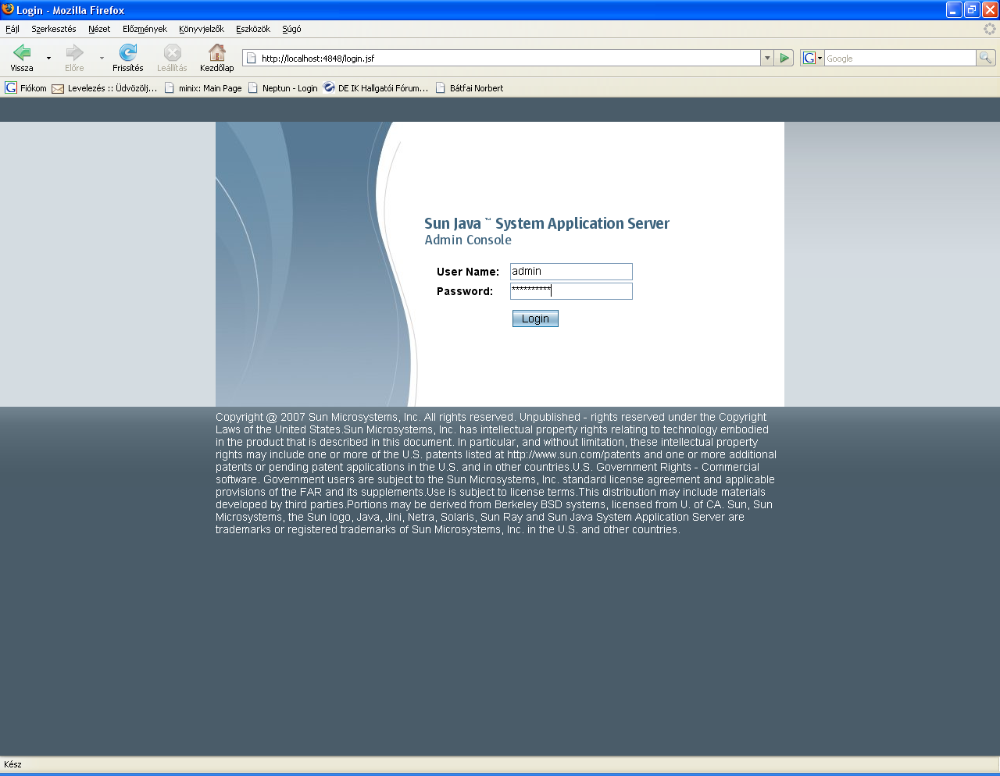 Login - Mozilla Firefox
Fájl Szerkesztés Nézet Előzmények Könyvjelzők Eszközök Súgó
Vissza Előre Frissítés Leállítás Kezdőlap http://localhost:4848/login.jsf G Google
G Fiókom Levelezés :: Üdvözölj... minix: Main Page Neptun - Login DE IK Hallgatói Fórum... Bátfai Norbert
Sun Java ™ System Application Server
Admin Console
User Name: admin
Password: **********
Login
Copyright @ 2007 Sun Microsystems, Inc. All rights reserved. Unpublished - rights reserved under the Copyright
Laws of the United States.Sun Microsystems, Inc. has intellectual property rights relating to technology embodied
in the product that is described in this document. In particular, and without limitation, these intellectual property
rights may include one or more of the U.S. patents listed at http://www.sun.com/patents and one or more additional
patents or pending patent applications in the U.S. and in other countries.U.S. Government Rights - Commercial
software. Government users are subject to the Sun Microsystems, Inc. standard license agreement and applicable
provisions of the FAR and its supplements.Use is subject to license terms.This distribution may include materials
developed by third parties.Portions may be derived from Berkeley BSD systems, licensed from U. of CA. Sun, Sun
Microsystems, the Sun logo, Java, Jini, Netra, Solaris, Sun Ray and Sun Java System Application Server are
trademarks or registered trademarks of Sun Microsystems, Inc. in the U.S. and other countries.
Kész